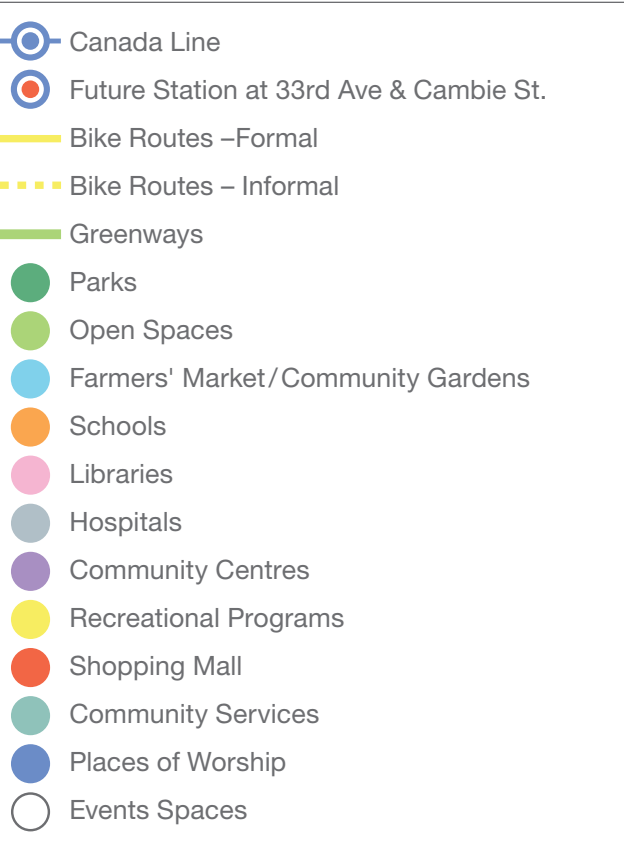 Canada Line
Future Station at 33rd Ave & Cambie St.
Bike Routes –Formal
Bike Routes – Informal
Greenways
Parks
Open Spaces
Farmers' Market/Community Gardens
Schools
Libraries
Hospitals
Community Centres
Recreational Programs
Shopping Mall
Community Services
Places of Worship
Events Spaces